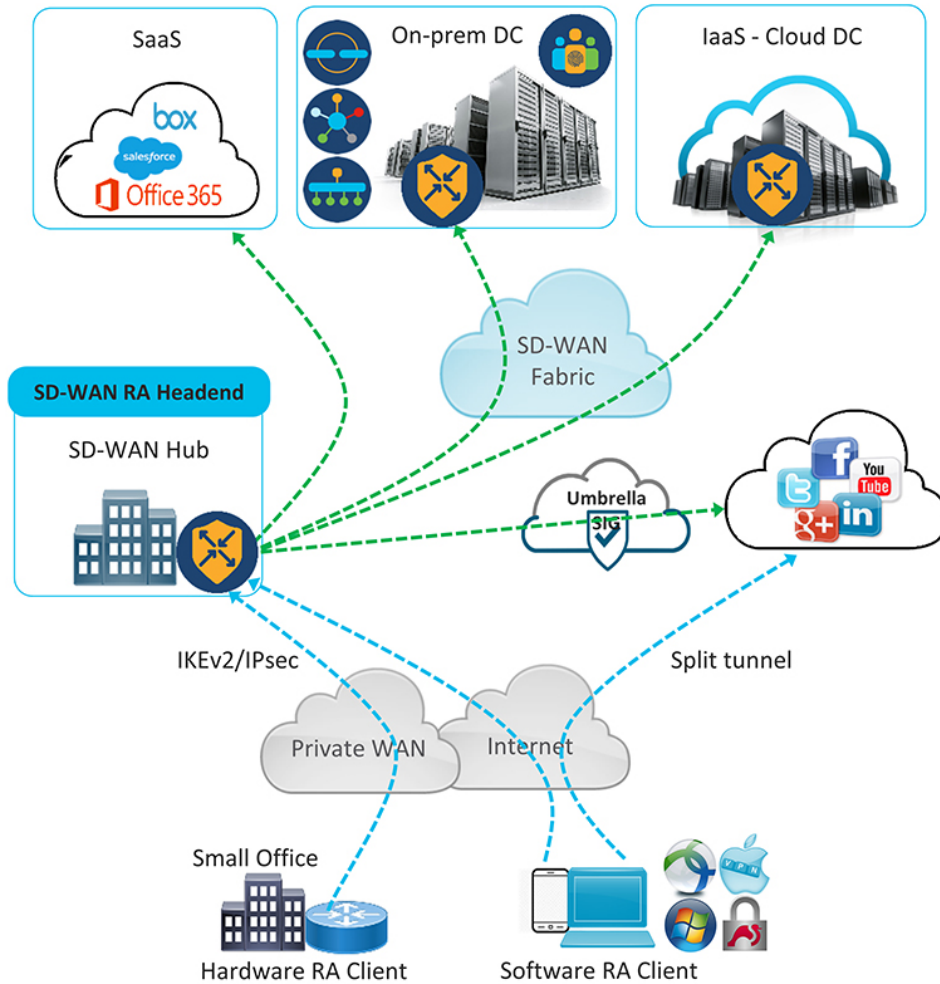 SaaS
box
salesforce
Office 365
On-prem DC
IaaS - Cloud DC
SD-WAN
Fabric
SD-WAN RA Headend
SD-WAN Hub
Umbrella
SIG
f
You
Tube
t
g+
in
IKEv2/IPsec
Split tunnel
Private WAN
Internet
Small Office
VPN
Hardware RA Client
Software RA Client